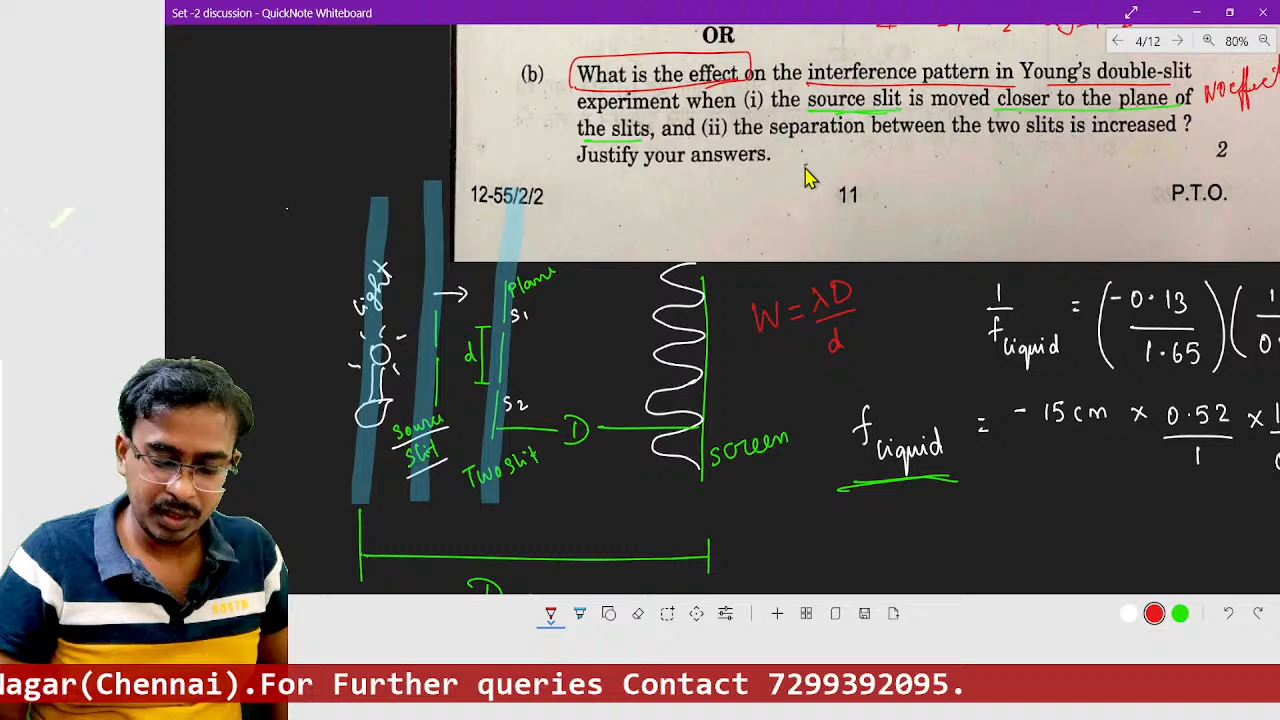 Set -2 discussion - QuickNote Whiteboard
4/12
80%
OR
(b) What is the effect on the interference pattern in Young's double-slit
experiment when (i) the source slit is moved closer to the plane of
the slits, and (ii) the separation between the two slits is increased ?
Justify your answers.
2
No effect
12-55/2/2 11 P.T.O.
Light
Plane
S1
d
S2
Source
Slit
Two slit
D
screen
W = λD/d
1/f liquid = (-0.13/1.65)(
f liquid = -15 cm × 0.52/1 ×
D
Nagar(Chennai).For Further queries Contact 7299392095.